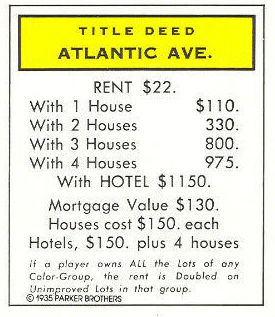 TITLE DEED
ATLANTIC AVE.
RENT $22.
With 1 House $110.
With 2 Houses 330.
With 3 Houses 800.
With 4 Houses 975.
With HOTEL $1150.
Mortgage Value $130.
Houses cost $150. each
Hotels, $150. plus 4 houses
If a player owns ALL the Lots of any
Color-Group, the rent is Doubled on
Unimproved Lots in that group.
© 1935 PARKER BROTHERS